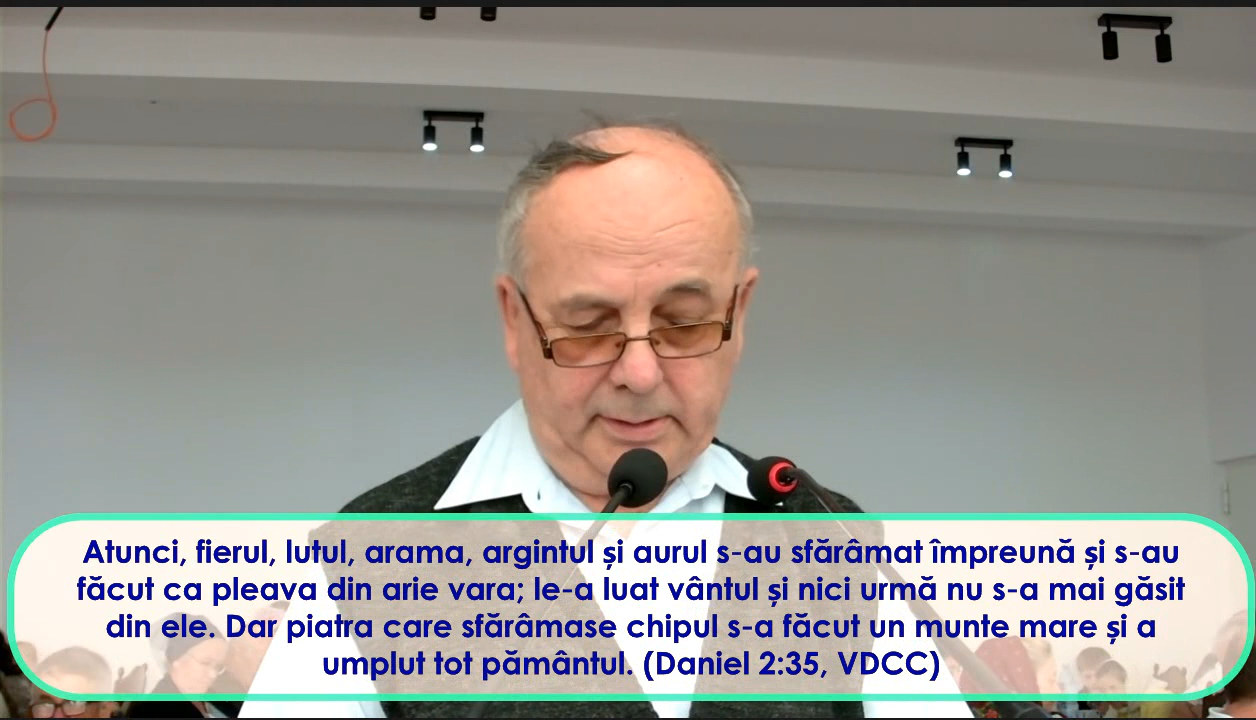 Atunci, fierul, lutul, arama, argintul și aurul s-au sfărâmat împreună și s-au
făcut ca pleava din arie vara; le-a luat vântul și nici urmă nu s-a mai găsit
din ele. Dar piatra care sfărâmase chipul s-a făcut un munte mare și a
umplut tot pământul. (Daniel 2:35, VDCC)